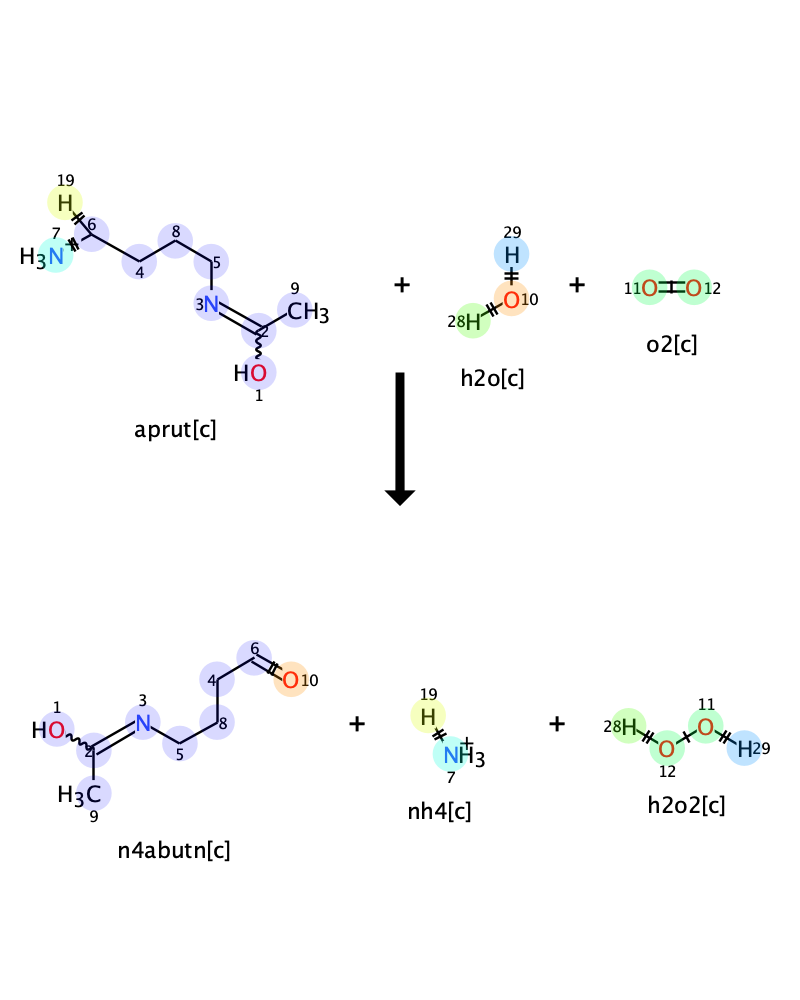 19
H
6
7
H3N
8
4
5
3N
9
CH3
2
HO
1
aprut[c]
+
29
H
O10
28H
h2o[c]
+
11O O12
o2[c]
6
4
O10
1
3
HO
N
8
2
5
H3C
9
n4abutn[c]
+
19
H
+
NH3
7
nh4[c]
+
11
28H
O
O
H29
12
h2o2[c]